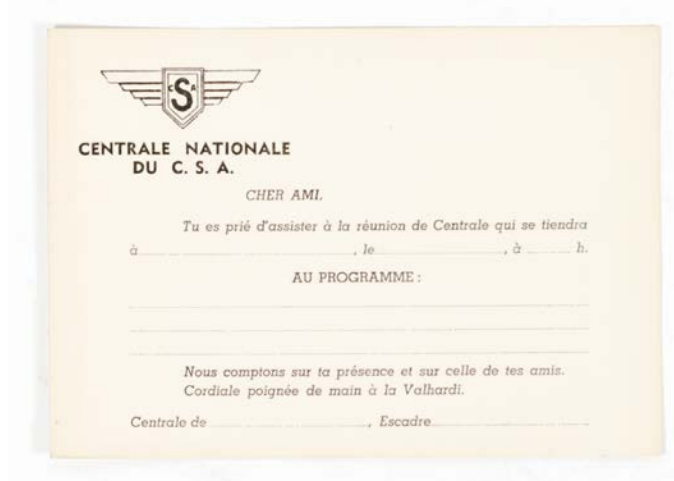 CSA
CENTRALE NATIONALE
DU C. S. A.
CHER AMI,
Tu es prié d'assister à la réunion de Centrale qui se tiendra
à , le , à h.
AU PROGRAMME :
Nous comptons sur ta présence et sur celle de tes amis.
Cordiale poignée de main à la Valhardi.
Centrale de , Escadre